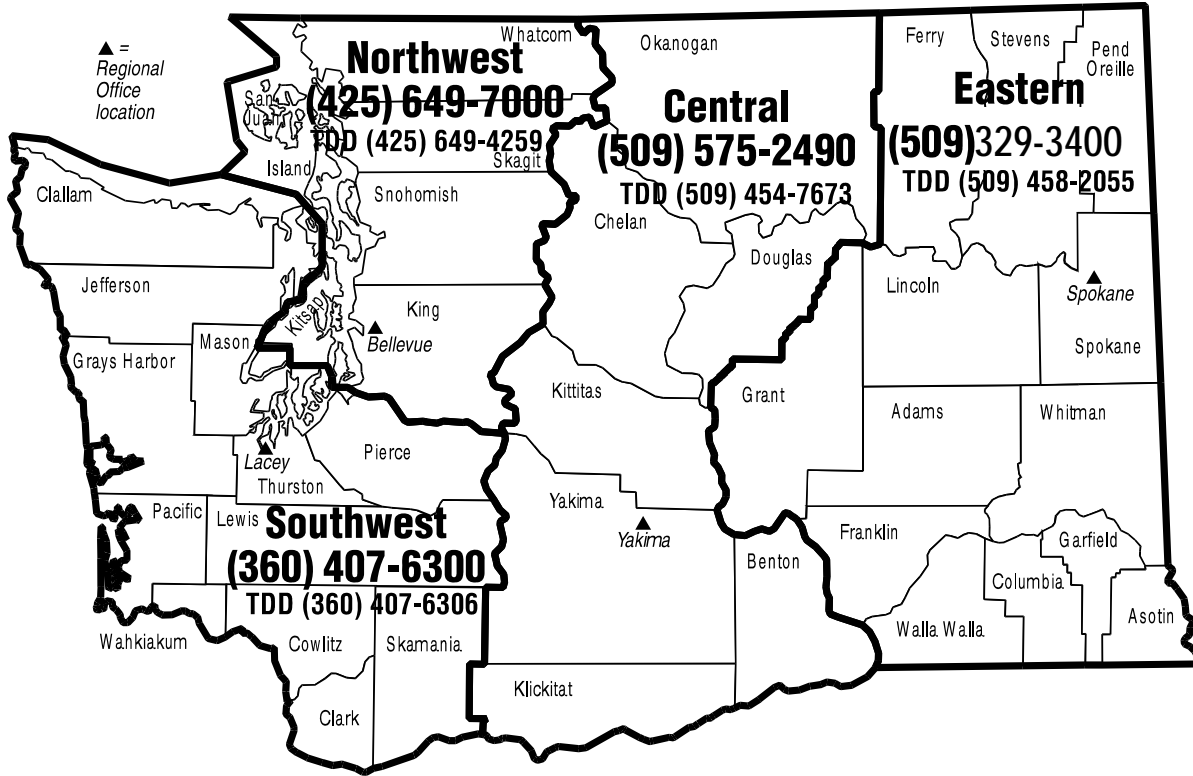 ▲ =
Regional
Office
location
Northwest
(425) 649-7000
TDD (425) 649-4259
Central
(509) 575-2490
TDD (509) 454-7673
Eastern
(509)329-3400
TDD (509) 458-2055
Southwest
(360) 407-6300
TDD (360) 407-6306
Whatcom
Okanogan
Ferry
Stevens
Pend
Oreille
San
Juan
Skagit
Island
Clallam
Snohomish
Chelan
Douglas
Jefferson
Lincoln
Spokane
Spokane
King
Kitsap
Bellevue
Mason
Grays Harbor
Kittitas
Grant
Adams
Whitman
Pierce
Lacey
Thurston
Pacific
Lewis
Yakima
Yakima
Benton
Franklin
Garfield
Columbia
Asotin
Walla Walla
Wahkiakum
Cowlitz
Skamania
Klickitat
Clark